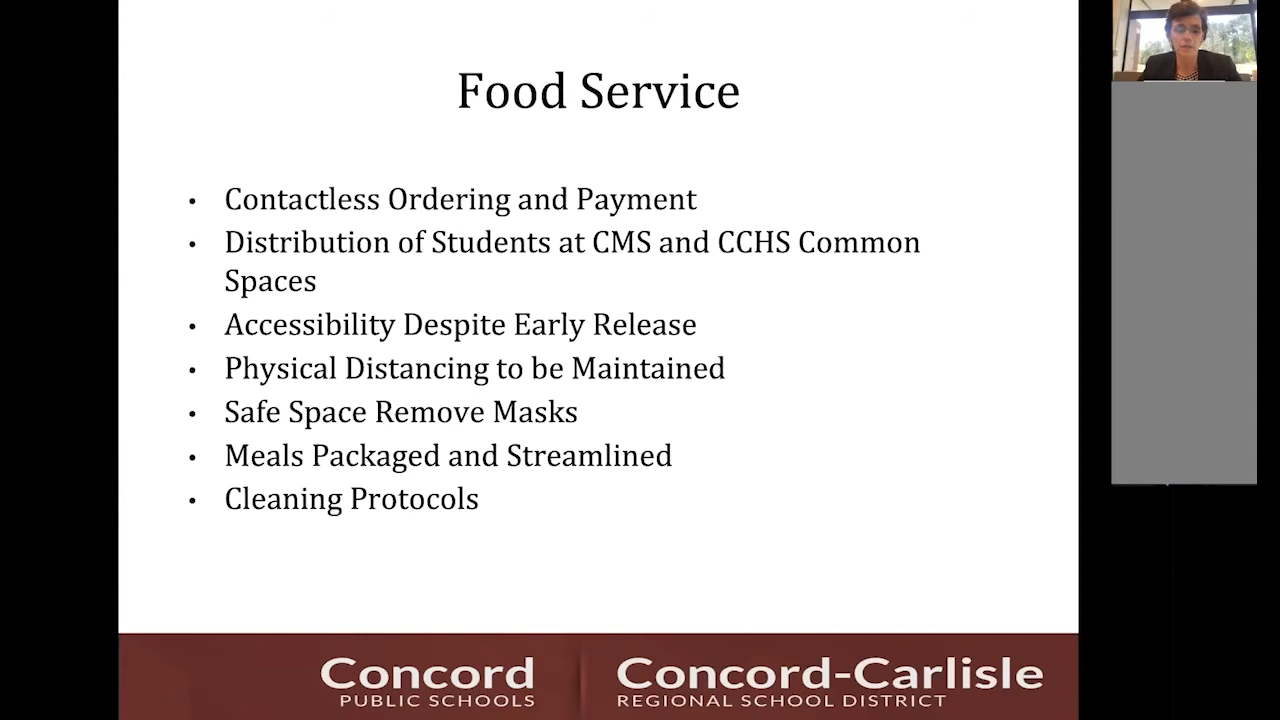 Food Service
• Contactless Ordering and Payment
• Distribution of Students at CMS and CCHS Common
Spaces
• Accessibility Despite Early Release
• Physical Distancing to be Maintained
• Safe Space Remove Masks
• Meals Packaged and Streamlined
• Cleaning Protocols
Concord
PUBLIC SCHOOLS
Concord-Carlisle
REGIONAL SCHOOL DISTRICT